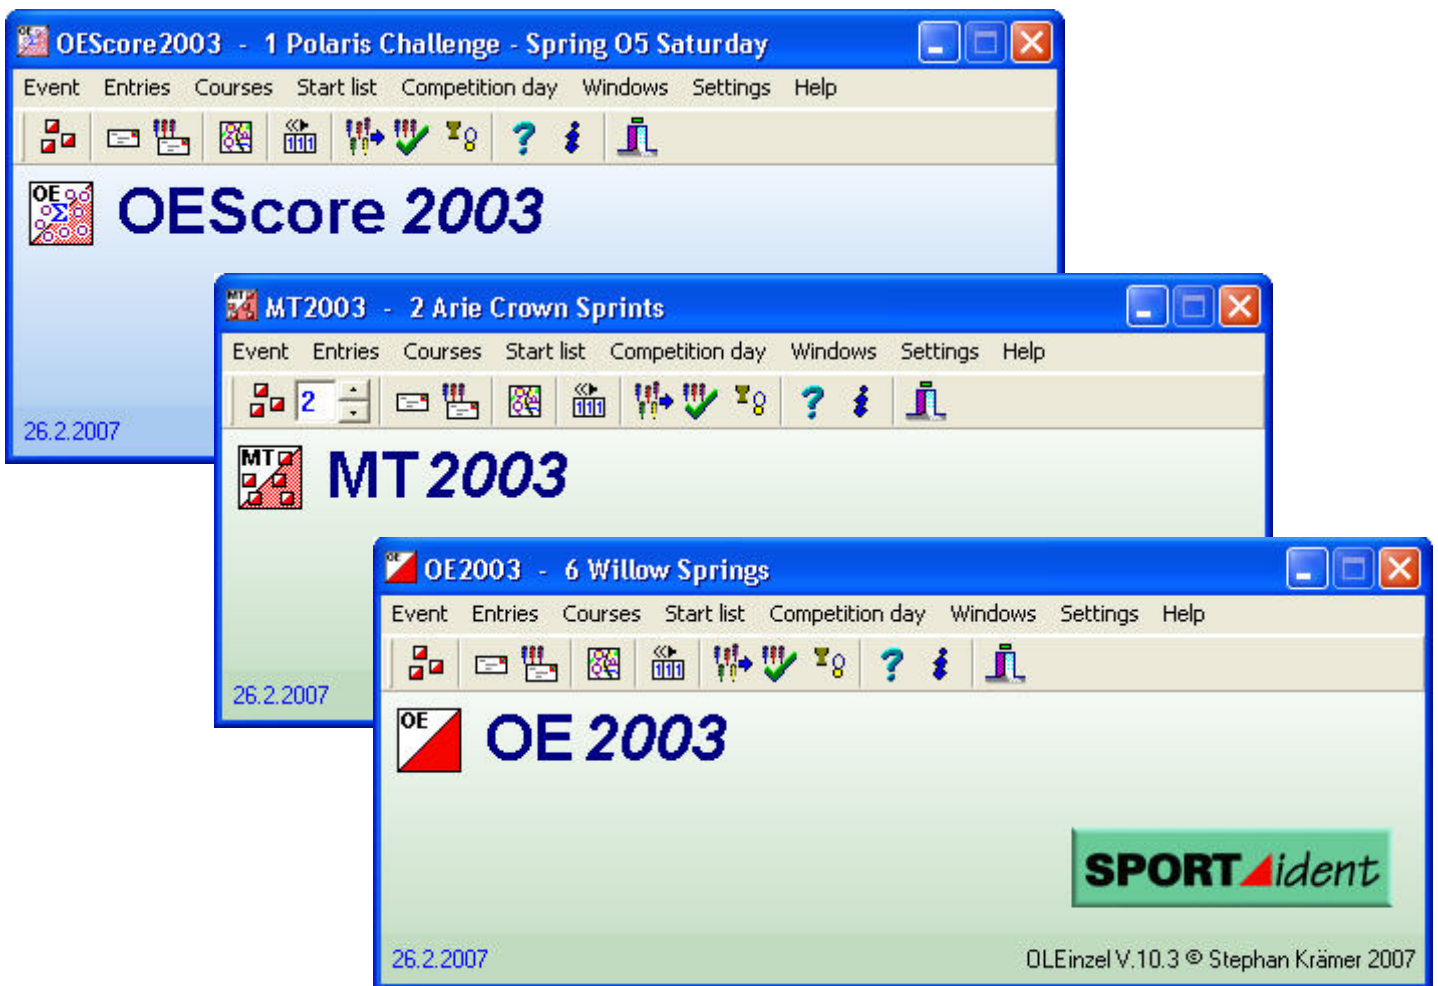 OEScore2003 - 1 Polaris Challenge - Spring O5 Saturday
Event Entries Courses Start list Competition day Windows Settings Help
OE OEScore 2003
26.2.2007
MT2003 - 2 Arie Crown Sprints
Event Entries Courses Start list Competition day Windows Settings Help
2
MT MT 2003
26.2.2007
OE2003 - 6 Willow Springs
Event Entries Courses Start list Competition day Windows Settings Help
OE OE 2003
SPORTident
26.2.2007 OLEinzel V.10.3 © Stephan Krämer 2007